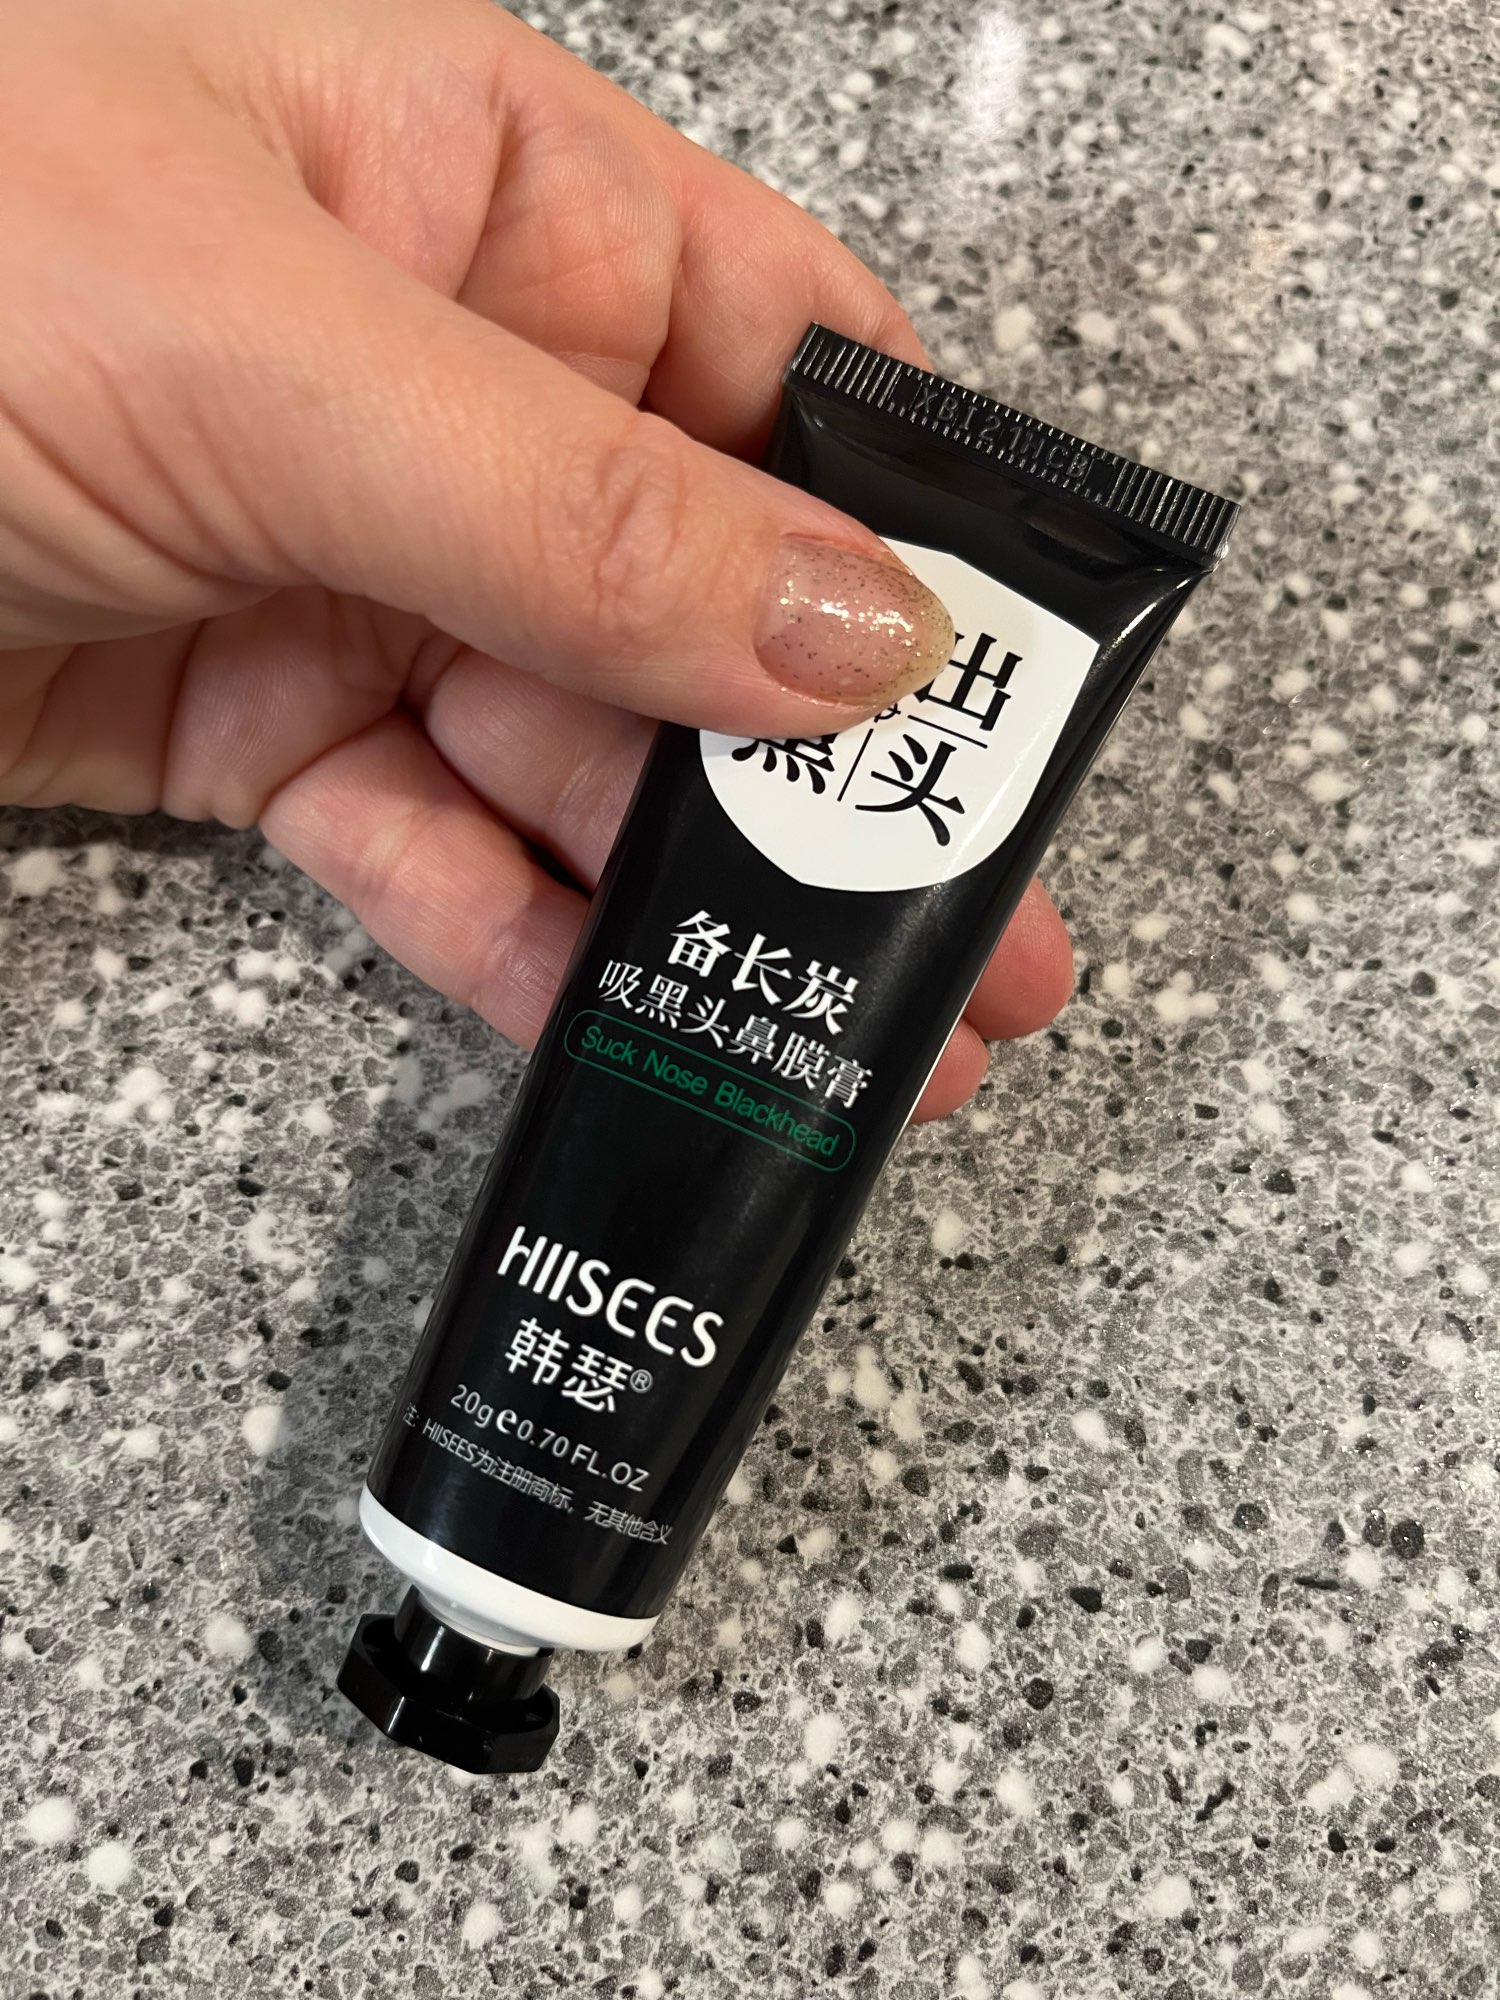 XBI21HCB
出
黑 头
备长炭
吸黑头鼻膜膏
Suck Nose Blackhead
HIISEES
韩瑟®
20g e 0.70 FL.OZ
注：HIISEES为注册商标，无其他含义